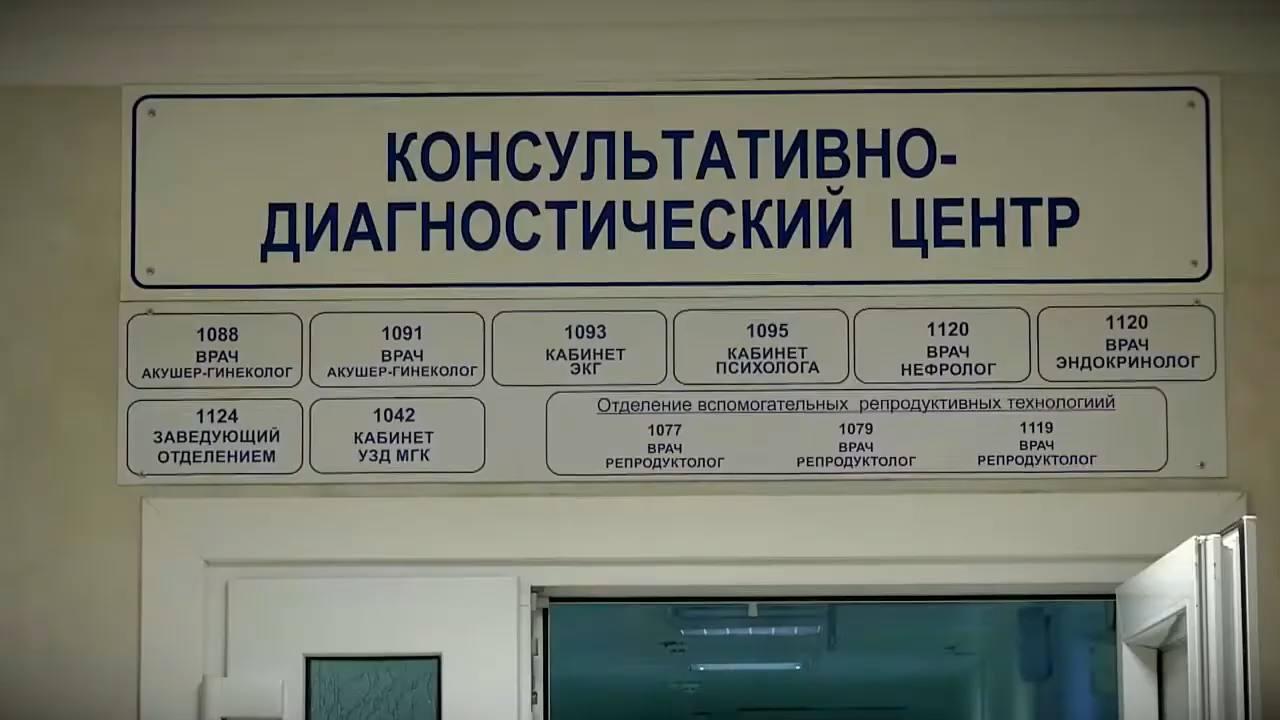 КОНСУЛЬТАТИВНО-
ДИАГНОСТИЧЕСКИЙ ЦЕНТР
1088
ВРАЧ
АКУШЕР-ГИНЕКОЛОГ
1091
ВРАЧ
АКУШЕР-ГИНЕКОЛОГ
1093
КАБИНЕТ
ЭКГ
1095
КАБИНЕТ
ПСИХОЛОГА
1120
ВРАЧ
НЕФРОЛОГ
1120
ВРАЧ
ЭНДОКРИНОЛОГ
1124
ЗАВЕДУЮЩИЙ
ОТДЕЛЕНИЕМ
1042
КАБИНЕТ
УЗД МГК
Отделение вспомогательных репродуктивных технологиий
1077
ВРАЧ
РЕПРОДУКТОЛОГ
1079
ВРАЧ
РЕПРОДУКТОЛОГ
1119
ВРАЧ
РЕПРОДУКТОЛОГ